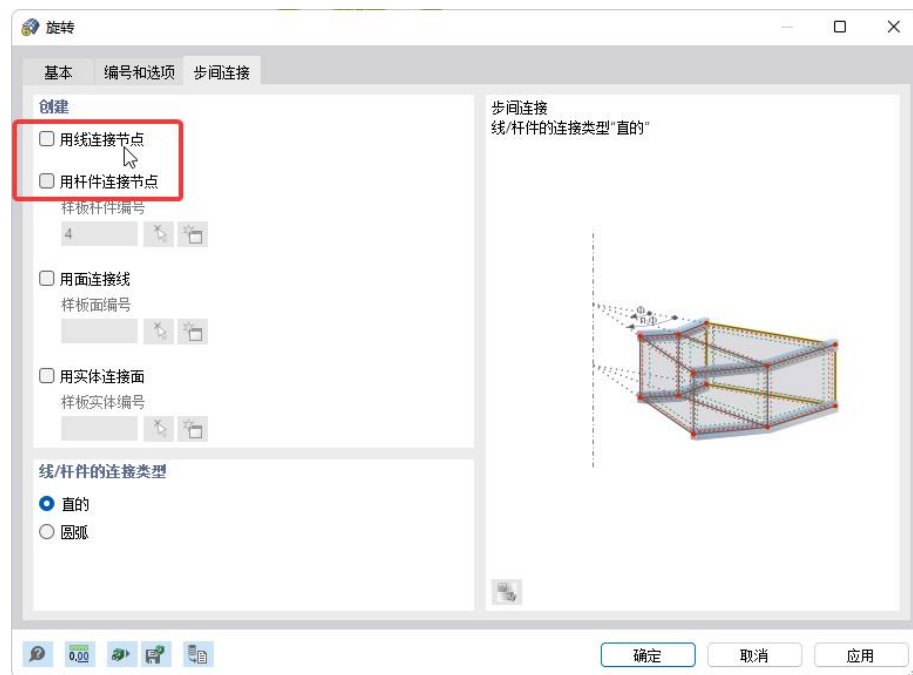 旋转
基本 编号和选项 步间连接
创建
用线连接节点
用杆件连接节点
样板杆件编号
4
用面连接线
样板面编号
用实体连接面
样板实体编号
线/杆件的连接类型
直的
圆弧
步间连接
线/杆件的连接类型"直的"
Φ
n·Φ
0,00
确定 取消 应用